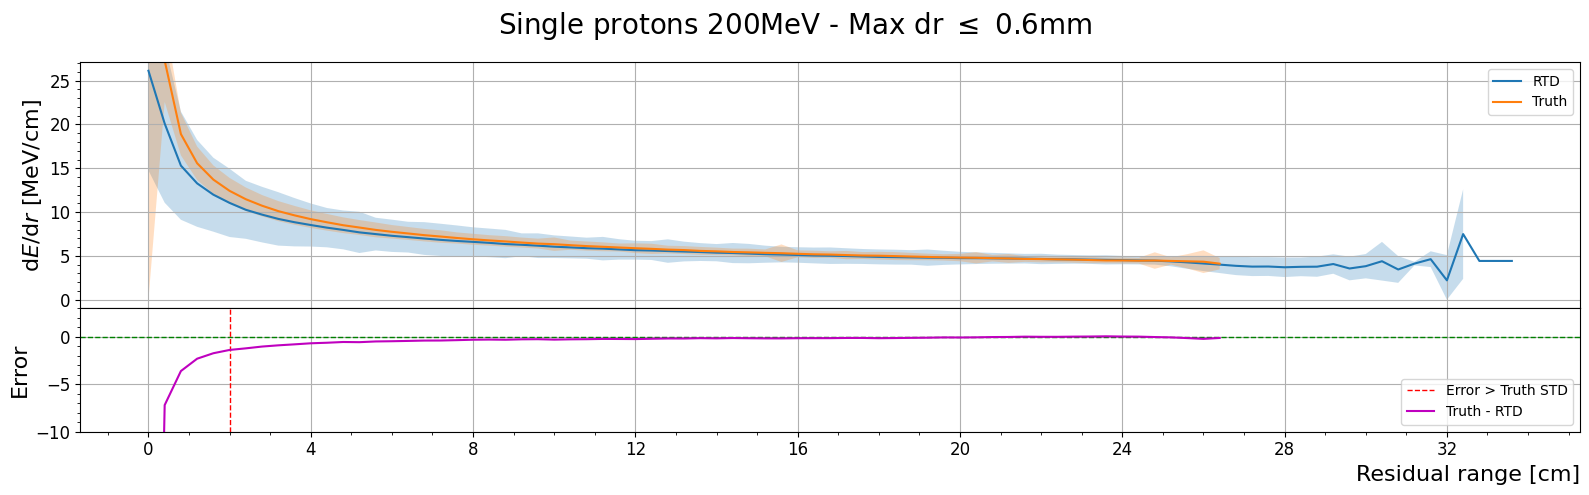 Single protons 200MeV - Max dr ≤ 0.6mm
dE/dr [MeV/cm]
25
20
15
10
5
0
RTD
Truth
Error
0
−5
−10
Error > Truth STD
Truth - RTD
0 4 8 12 16 20 24 28 32
Residual range [cm]